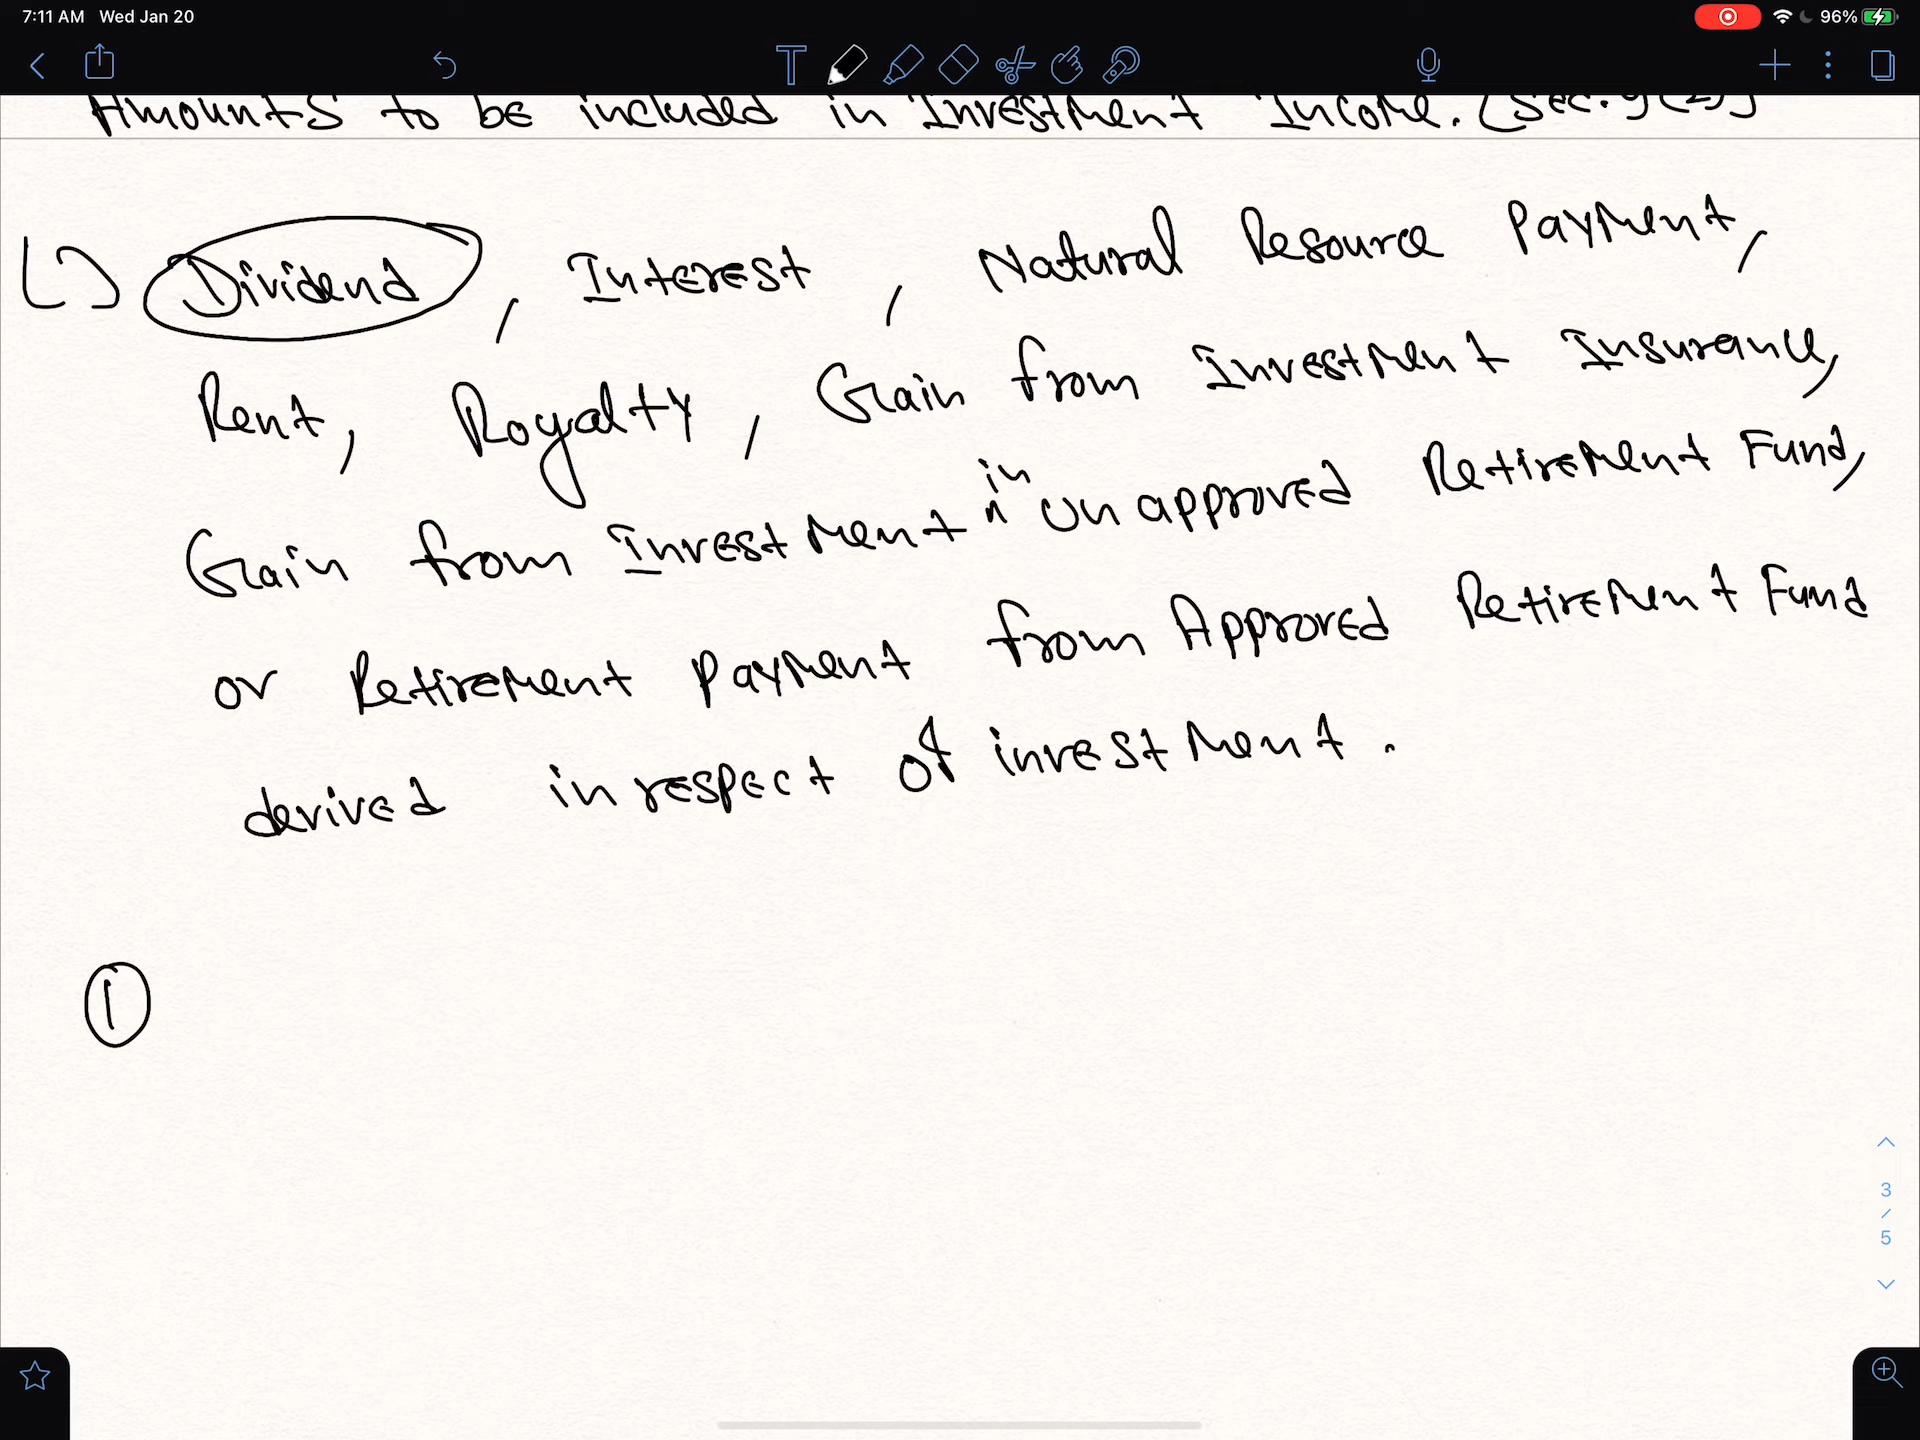 7:11 AM Wed Jan 20
96%
Amounts to be included in Investment Income. [Sec. 9(2)]
[ ] Dividend, Interest, Natural Resource Payment,
Rent, Royalty, Gain from Investment Insurance,
Gain from Investment in Unapproved Retirement Fund,
or Retirement Payment from Approved Retirement Fund
derived in respect of investment.
1
3
/
5